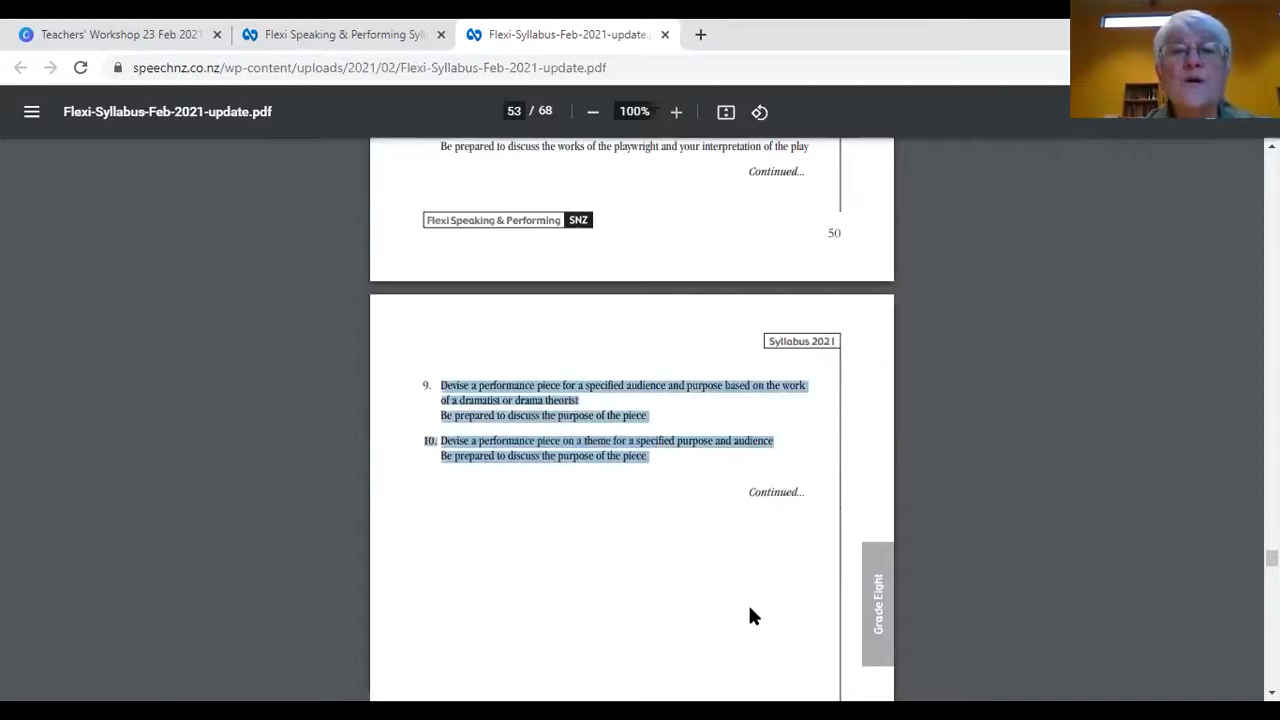 Teachers' Workshop 23 Feb 2021
Flexi Speaking & Performing Syll
Flexi-Syllabus-Feb-2021-update.
speechnz.co.nz/wp-content/uploads/2021/02/Flexi-Syllabus-Feb-2021-update.pdf
Flexi-Syllabus-Feb-2021-update.pdf
53 / 68
100%
Be prepared to discuss the works of the playwright and your interpretation of the play
Continued...
Flexi Speaking & Performing SNZ
50
Syllabus 2021
9. Devise a performance piece for a specified audience and purpose based on the work
of a dramatist or drama theorist
Be prepared to discuss the purpose of the piece
10. Devise a performance piece on a theme for a specified purpose and audience
Be prepared to discuss the purpose of the piece
Continued...
Grade Eight